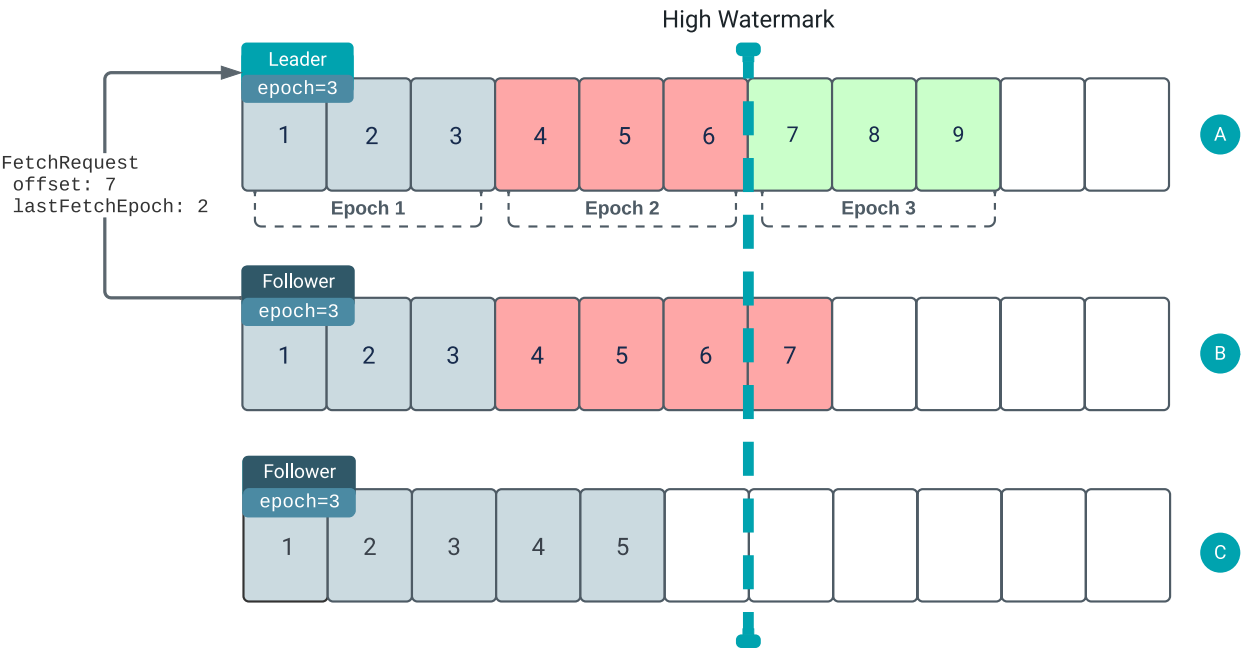 High Watermark
Leader
epoch=3
1 2 3 4 5 6 7 8 9
A
FetchRequest
offset: 7
lastFetchEpoch: 2
Epoch 1 Epoch 2 Epoch 3
Follower
epoch=3
1 2 3 4 5 6 7
B
Follower
epoch=3
1 2 3 4 5
C